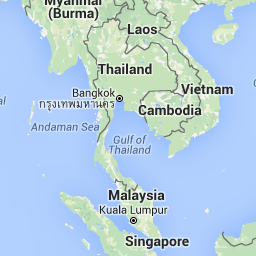 Myanmar
(Burma)
Laos
Thailand
Vietnam
Bangkok
กรุงเทพมหานคร
Cambodia
Andaman Sea
Gulf of
Thailand
Malaysia
Kuala Lumpur
Singapore